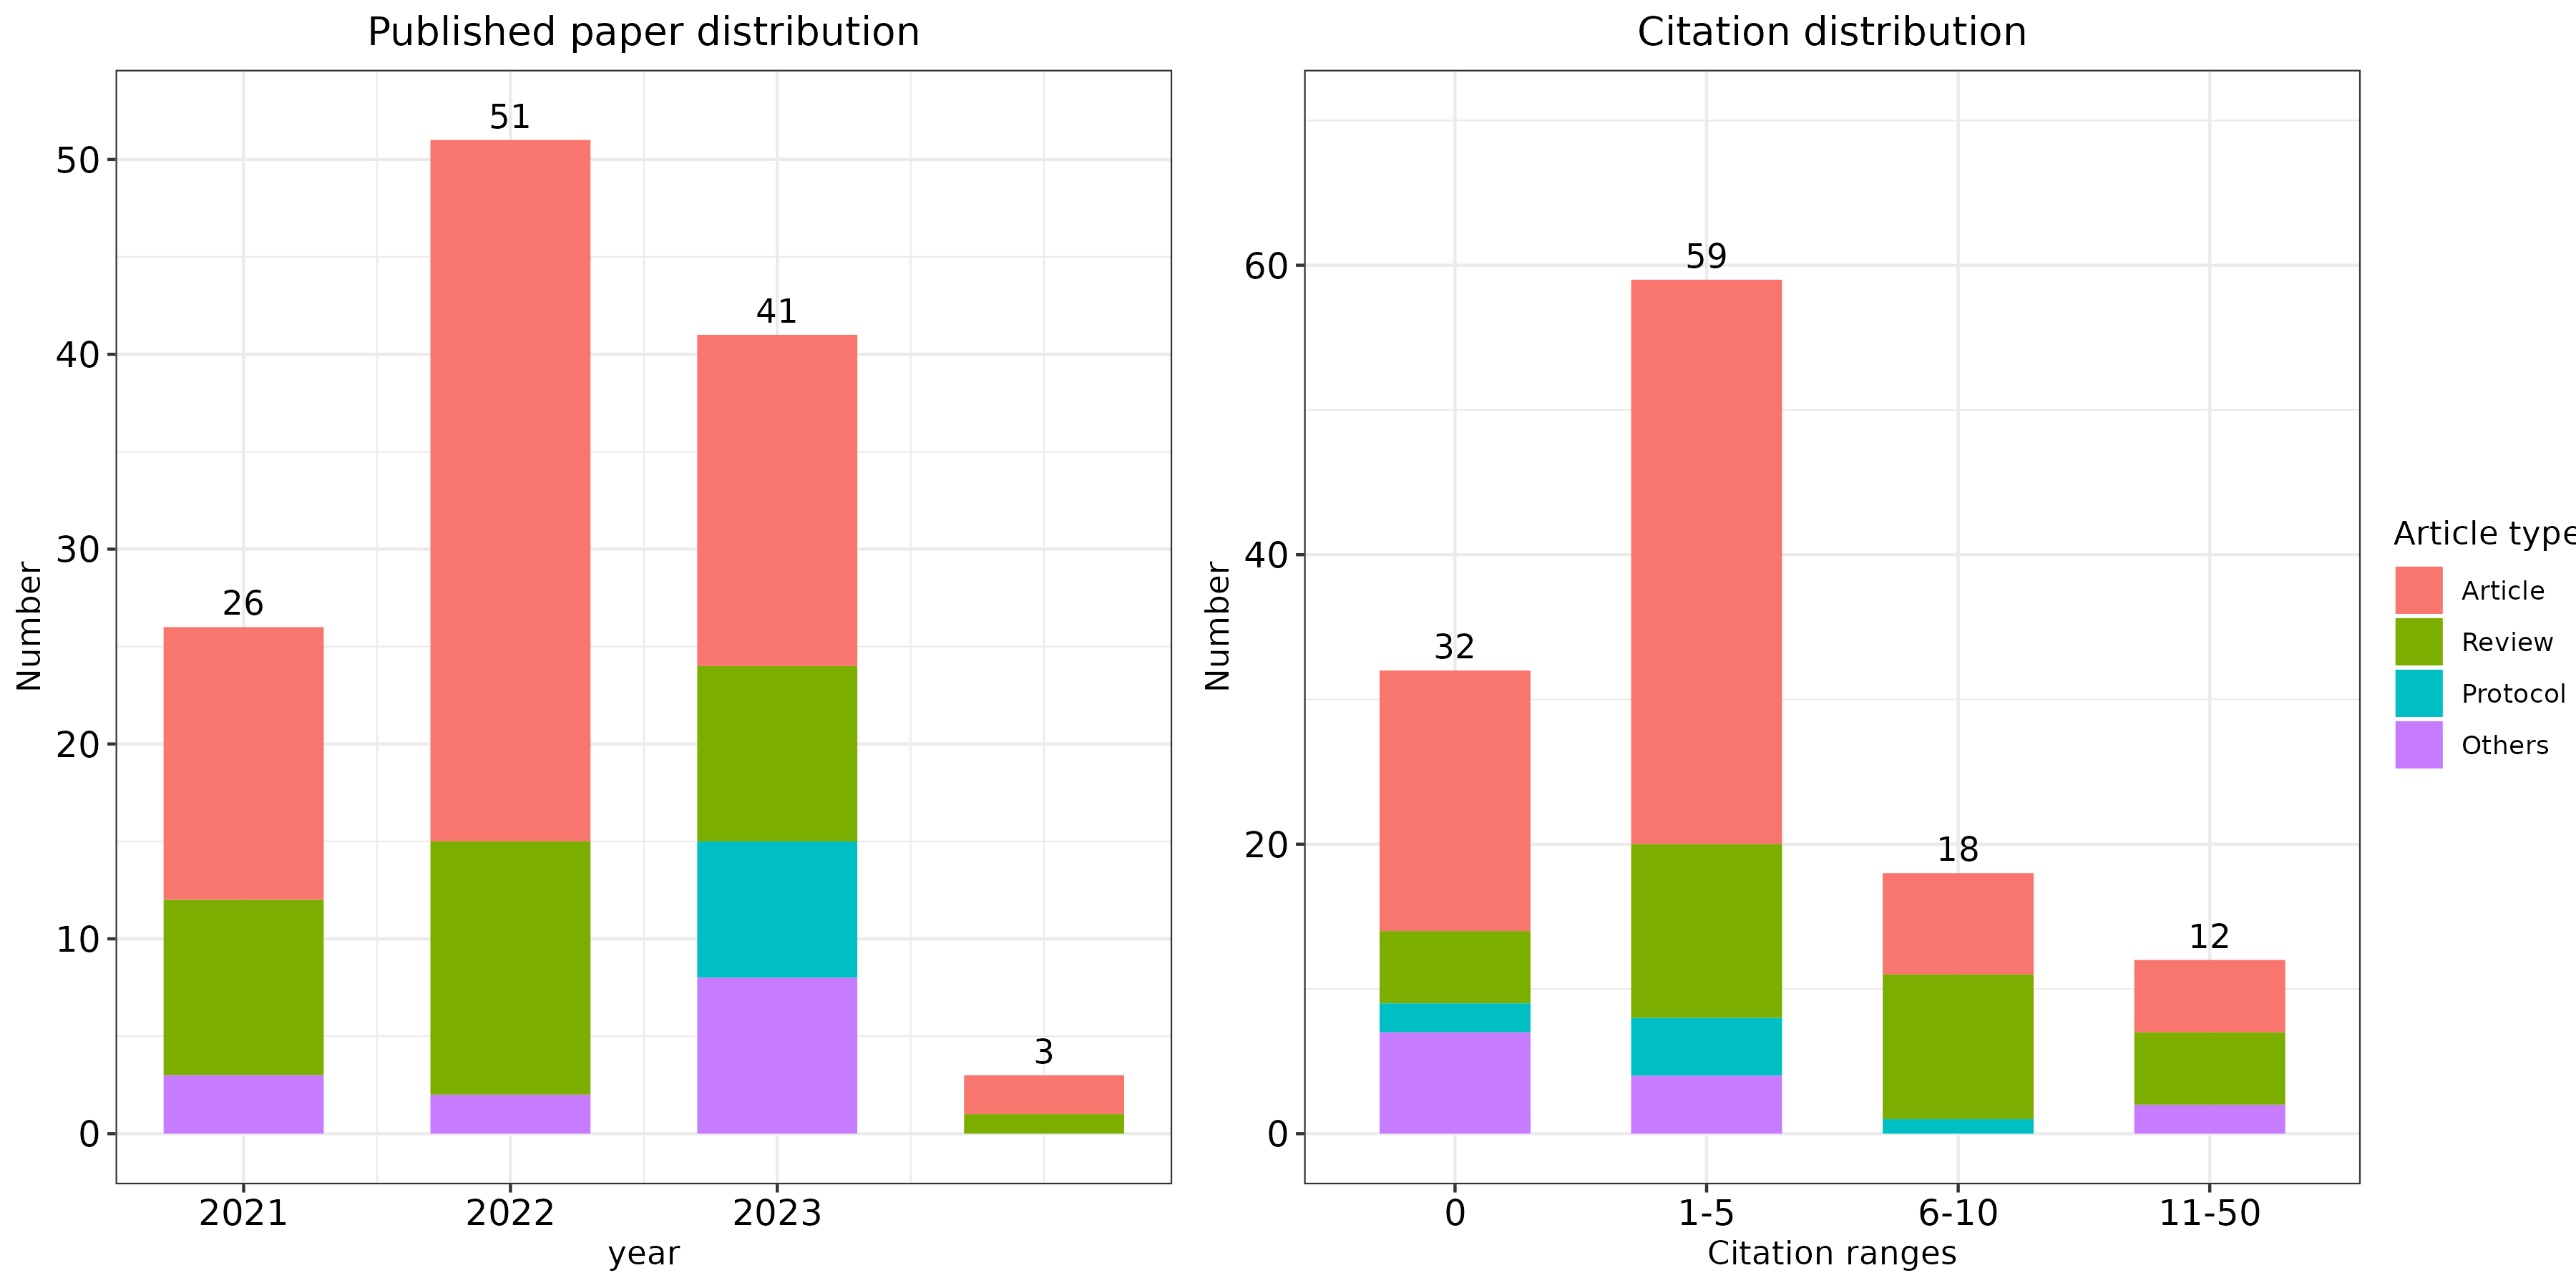 Published paper distribution
51
50
41
40
30
26
20
10
3
0
Number
2021 2022 2023
year
Citation distribution
60
59
40
32
20
18
12
0
Number
0 1-5 6-10 11-50
Citation ranges
Article type
Article
Review
Protocol
Others